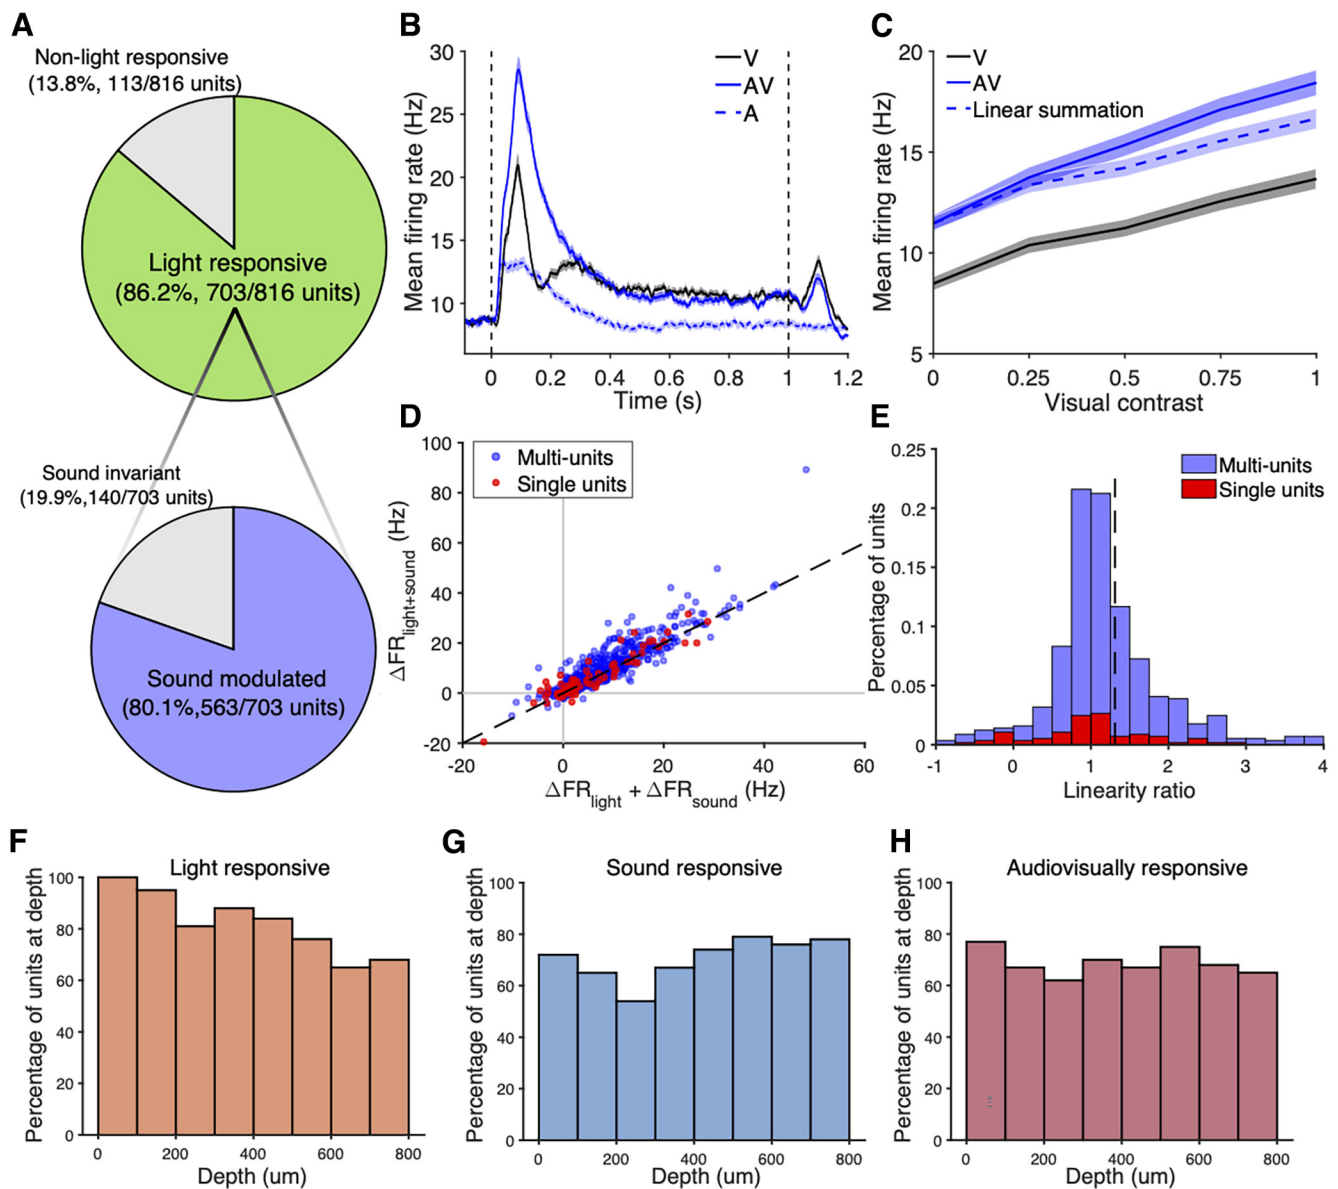 A
Non-light responsive
(13.8%, 113/816 units)
Light responsive
(86.2%, 703/816 units)
Sound invariant
(19.9%,140/703 units)
Sound modulated
(80.1%,563/703 units)
B
Mean firing rate (Hz)
30
25
20
15
10
V
AV
A
0
0.2
0.4
0.6
0.8
1
1.2
Time (s)
C
Mean firing rate (Hz)
20
15
10
5
V
AV
Linear summation
0
0.25
0.5
0.75
1
Visual contrast
D
ΔFRlight+sound (Hz)
100
80
60
40
20
0
-20
Multi-units
Single units
-20
0
20
40
60
ΔFRlight + ΔFRsound (Hz)
E
Percentage of units
0.25
0.2
0.15
0.1
0.05
0
Multi-units
Single units
-1
0
1
2
3
4
Linearity ratio
F
Light responsive
Percentage of units at depth
100
80
60
40
20
0
0
200
400
600
800
Depth (um)
G
Sound responsive
Percentage of units at depth
100
80
60
40
20
0
0
200
400
600
800
Depth (um)
H
Audiovisually responsive
Percentage of units at depth
100
80
60
40
20
0
0
200
400
600
800
Depth (um)